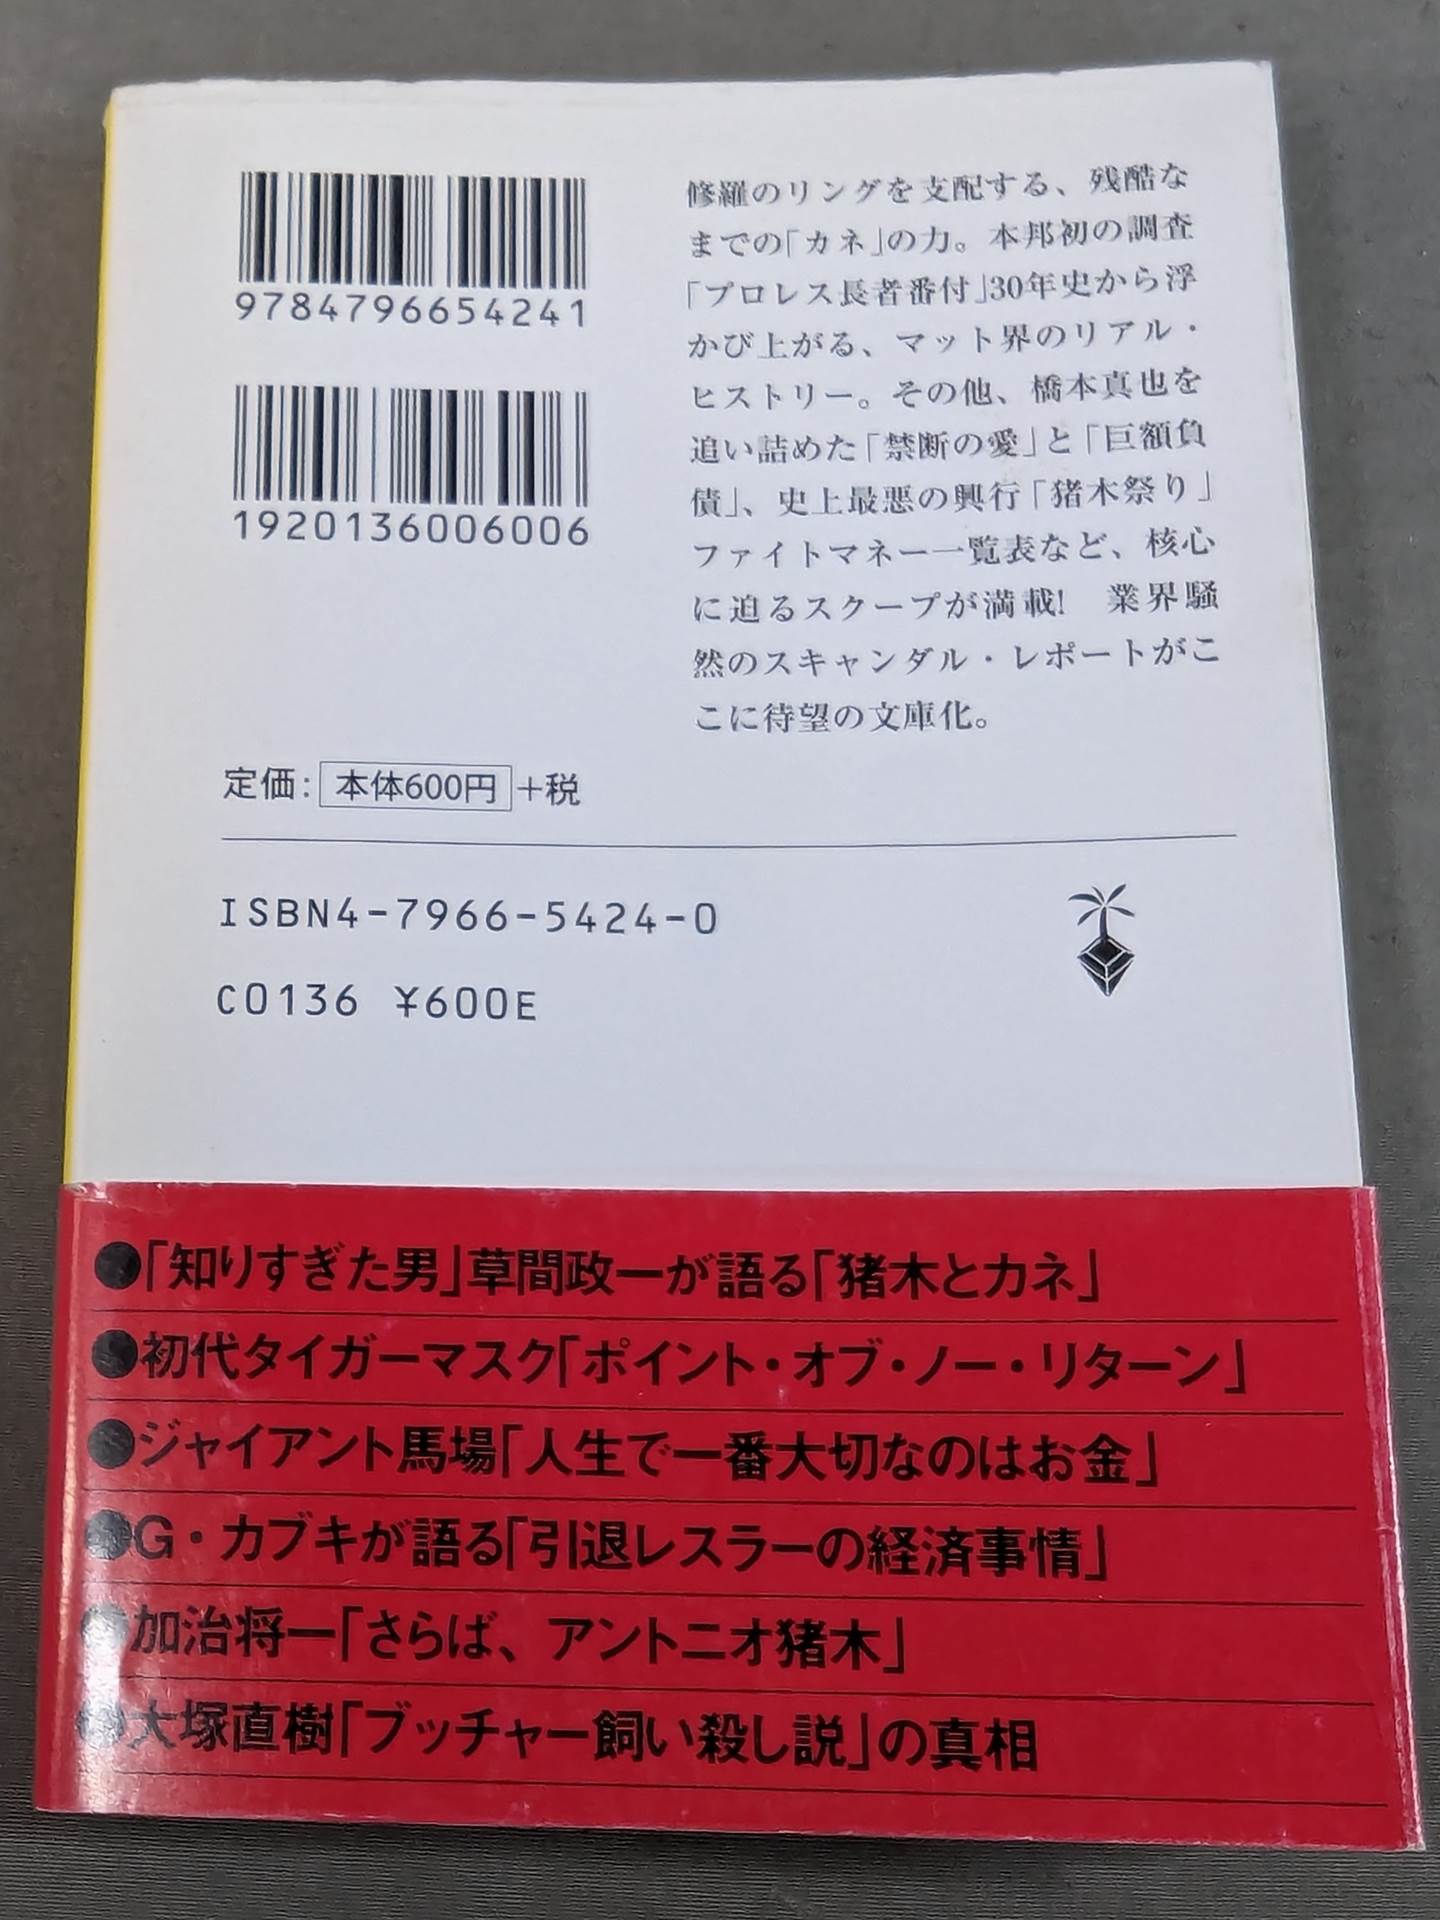 9784796654241
1920136006006
修羅のリングを支配する、残酷な
までの「カネ」の力。本邦初の調査
「プロレス長者番付」30年史から浮
かび上がる、マット界のリアル・
ヒストリー。その他、橋本真也を
追い詰めた「禁断の愛」と「巨額負
債」、史上最悪の興行「猪木祭り」
ファイトマネー一覧表など、核心
に迫るスクープが満載!　業界騒
然のスキャンダル・レポートがこ
こに待望の文庫化。
定価: 本体600円 +税
ISBN4-7966-5424-0
C0136 ¥600E
●「知りすぎた男」草間政一が語る「猪木とカネ」
●初代タイガーマスク「ポイント・オブ・ノー・リターン」
●ジャイアント馬場「人生で一番大切なのはお金」
●G・カブキが語る「引退レスラーの経済事情」
●加治将一「さらば、アントニオ猪木」
●大塚直樹「ブッチャー飼い殺し説」の真相